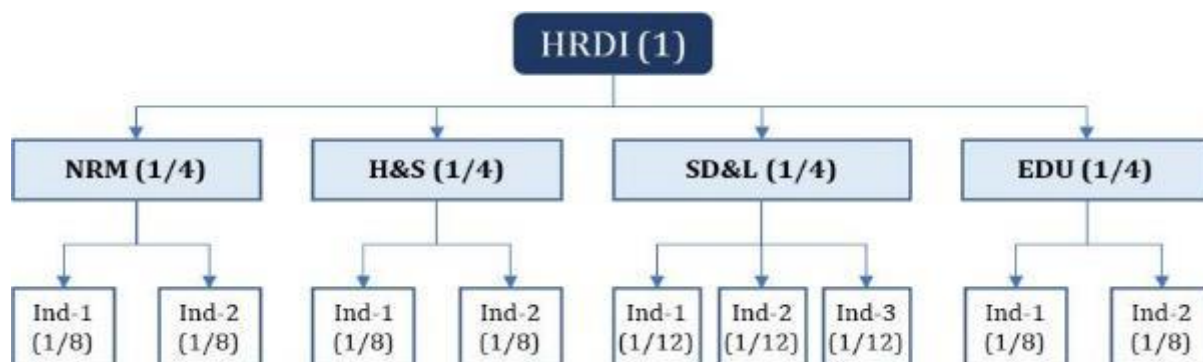 HRDI (1)
NRM (1/4)
H&S (1/4)
SD&L (1/4)
EDU (1/4)
Ind-1
(1/8)
Ind-2
(1/8)
Ind-1
(1/8)
Ind-2
(1/8)
Ind-1
(1/12)
Ind-2
(1/12)
Ind-3
(1/12)
Ind-1
(1/8)
Ind-2
(1/8)